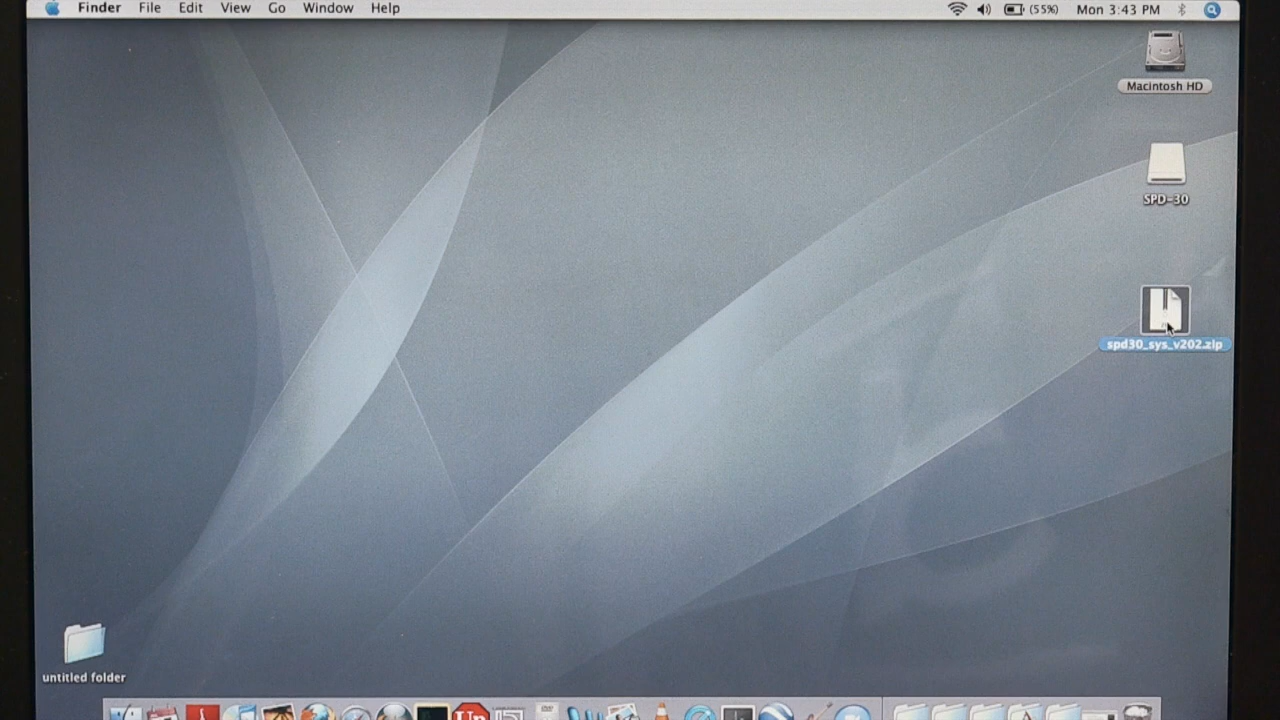 Finder File Edit View Go Window Help (55%) Mon 3:43 PM
Macintosh HD
SPD-30
spd30_sys_v202.zip
untitled folder